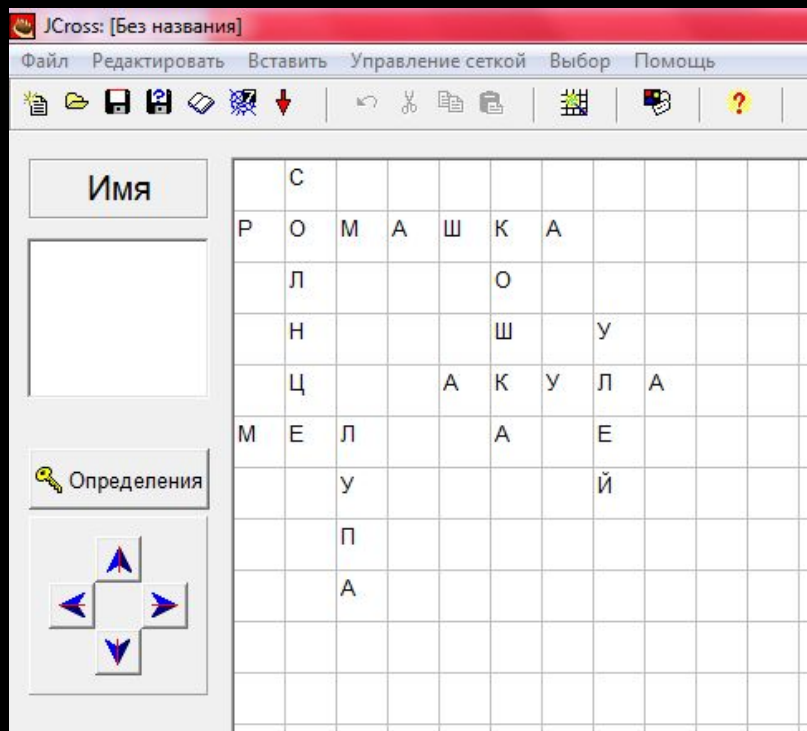 JCross: [Без названия]
Файл Редактировать Вставить Управление сеткой Выбор Помощь
Имя
Определения
С
Р О М А Ш К А
Л О
Н Ш У
Ц А К У Л А
М Е Л А Е
У Й
П
А